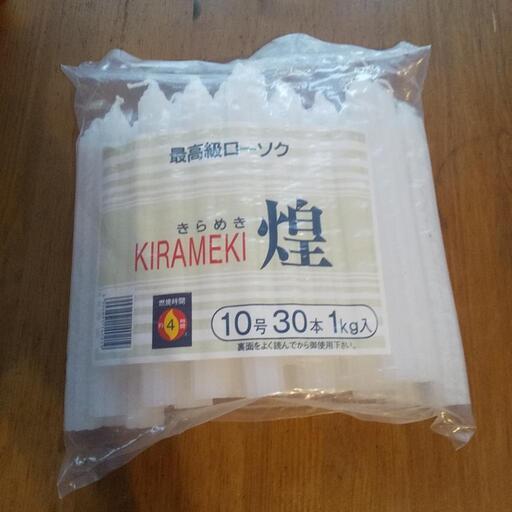 最高級ローソク
きらめき
KIRAMEKI 煌
燃焼時間
約4時間
10号30本1kg入
裏面をよく読んでから御使用下さい。